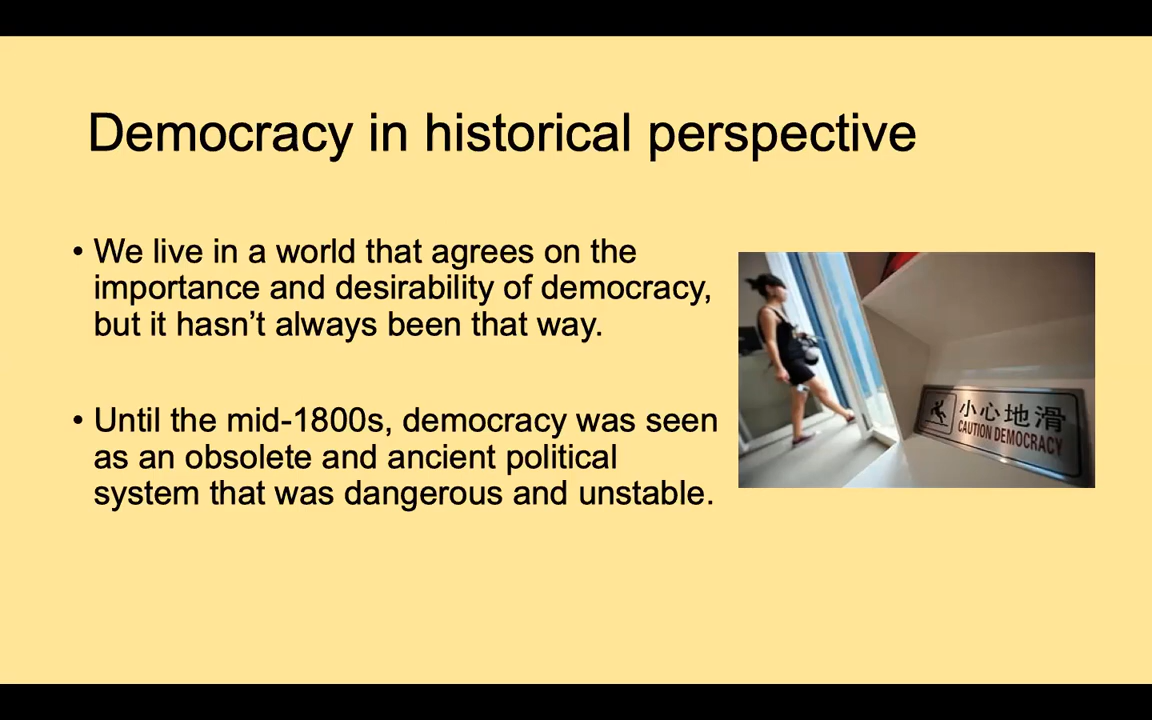 Democracy in historical perspective
• We live in a world that agrees on the
importance and desirability of democracy,
but it hasn’t always been that way.
• Until the mid-1800s, democracy was seen
as an obsolete and ancient political
system that was dangerous and unstable.
小心地滑
CAUTION DEMOCRACY